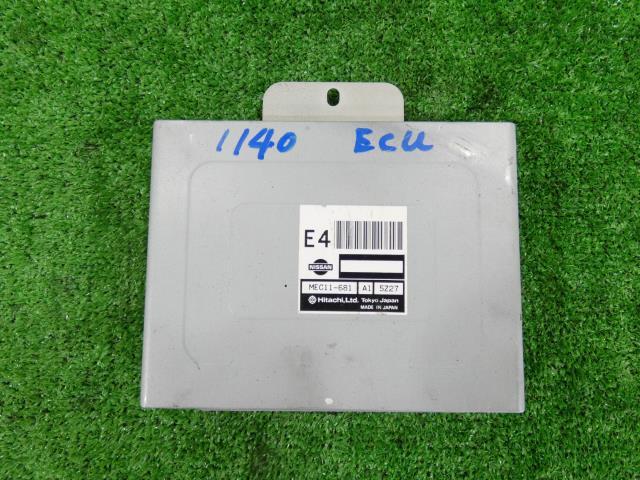 1140 ECU
E4
NISSAN
MEC11-681 A1 5Z27
Hitachi, Ltd. Tokyo Japan
MADE IN JAPAN